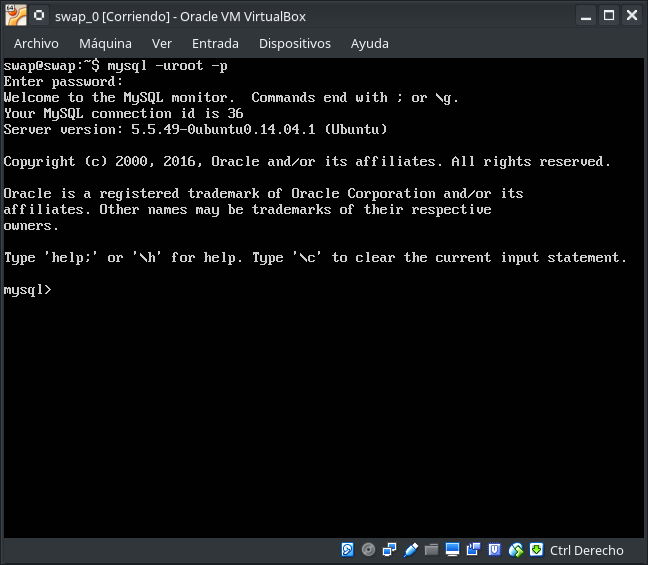 swap_0 [Corriendo] - Oracle VM VirtualBox
Archivo Máquina Ver Entrada Dispositivos Ayuda
swap@swap:~$ mysql -uroot -p
Enter password:
Welcome to the MySQL monitor.  Commands end with ; or \g.
Your MySQL connection id is 36
Server version: 5.5.49-0ubuntu0.14.04.1 (Ubuntu)
Copyright (c) 2000, 2016, Oracle and/or its affiliates. All rights reserved.
Oracle is a registered trademark of Oracle Corporation and/or its
affiliates. Other names may be trademarks of their respective
owners.
Type 'help;' or '\h' for help. Type '\c' to clear the current input statement.
mysql>
Ctrl Derecho